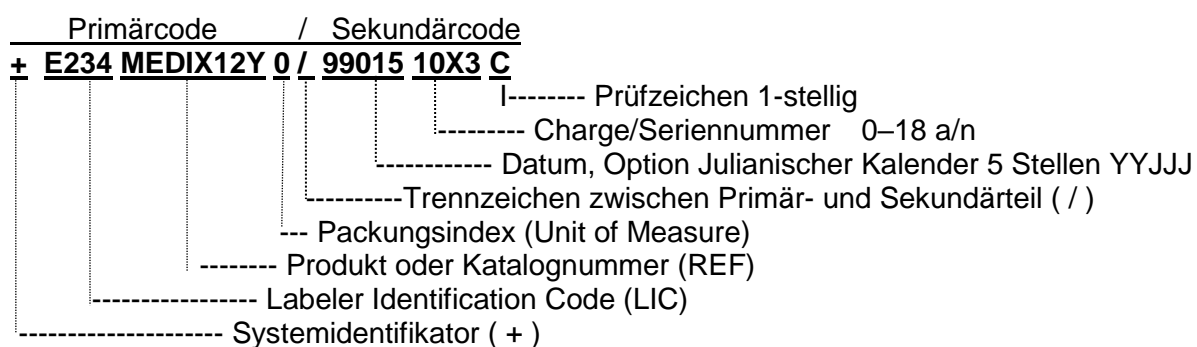 Primärcode / Sekundärcode
+ E234 MEDIX12Y 0 / 99015 10X3 C
I-------- Prüfzeichen 1-stellig
--------- Charge/Seriennummer 0–18 a/n
------------ Datum, Option Julianischer Kalender 5 Stellen YYJJJ
----------Trennzeichen zwischen Primär- und Sekundärteil ( / )
--- Packungsindex (Unit of Measure)
-------- Produkt oder Katalognummer (REF)
----------------- Labeler Identification Code (LIC)
--------------------- Systemidentifikator ( + )